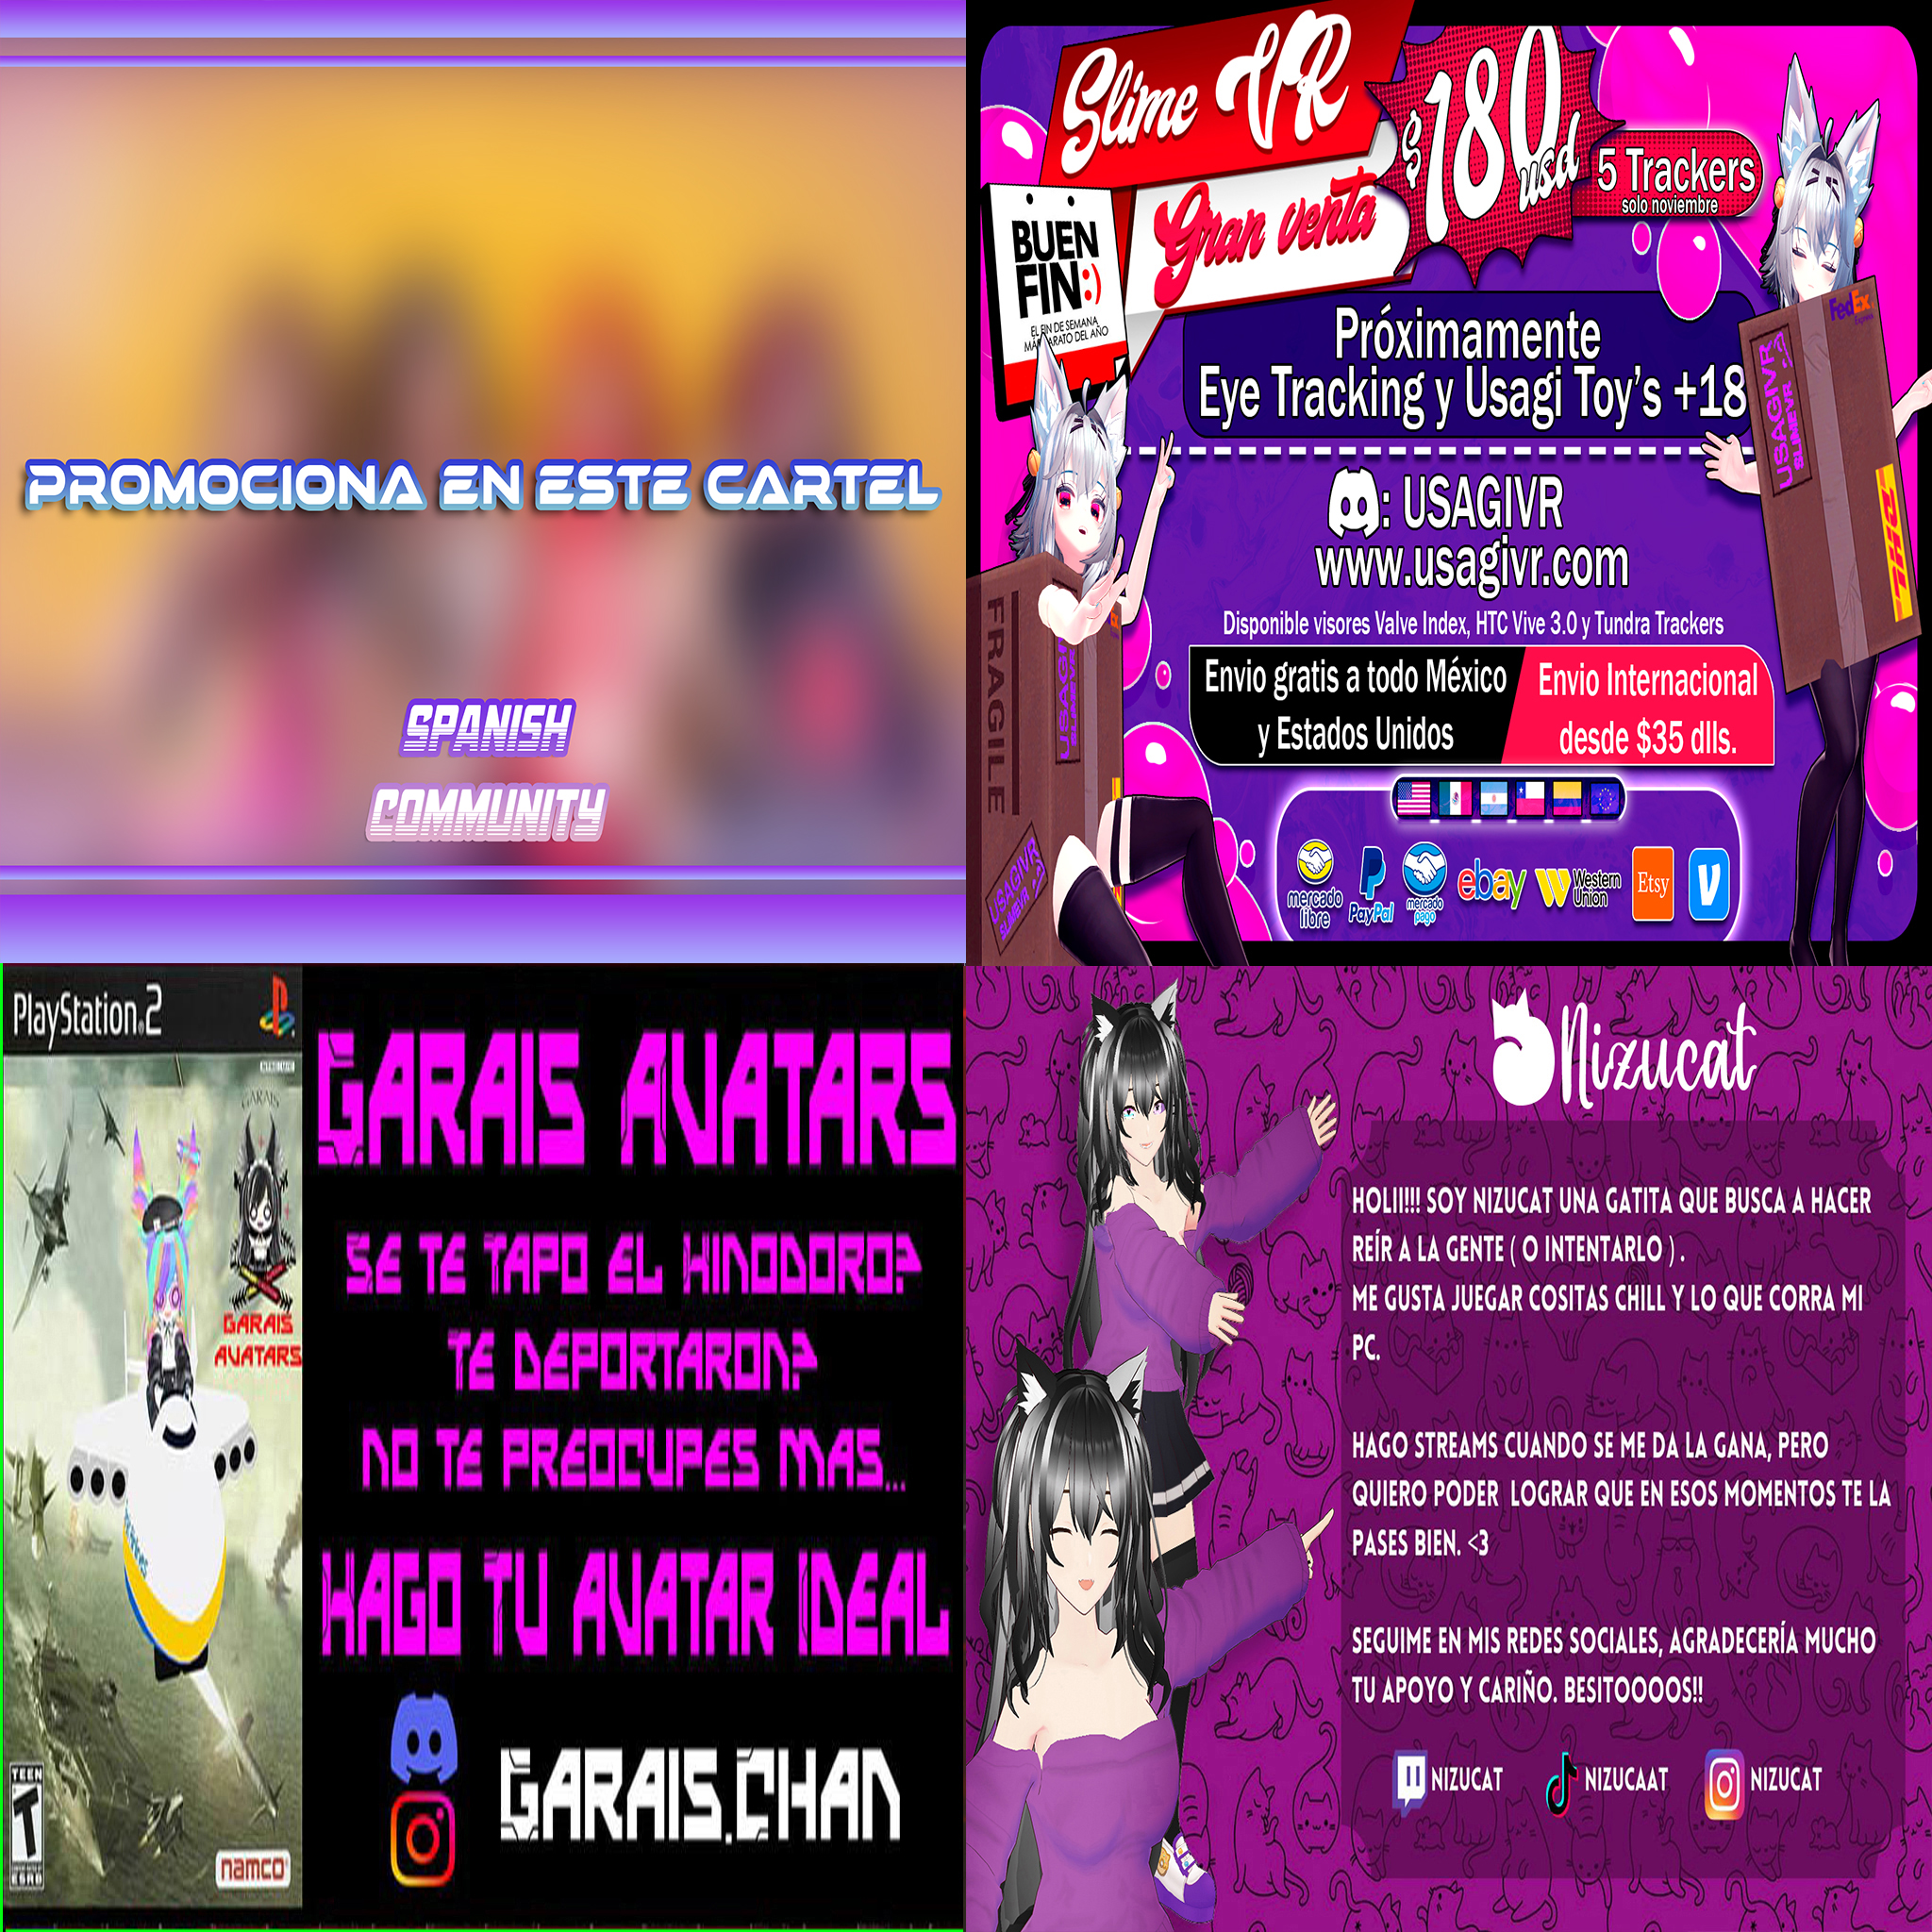 PROMOCIONA EN ESTE CARTEL
SPANISH
COMMUNITY
Slime VR
Gran venta
$180 usd
5 Trackers
solo noviembre
BUEN
FIN:)
EL FIN DE SEMANA
MÁS BARATO DEL AÑO
Próximamente
Eye Tracking y Usagi Toy's +18
: USAGIVR
www.usagivr.com
Disponible visores Valve Index, HTC Vive 3.0 y Tundra Trackers
Envio gratis a todo México
y Estados Unidos
Envio Internacional
desde $35 dlls.
mercado
libre
PayPal
mercado
pago
ebay
Western
Union
Etsy
FedEx
Express
USAGIVR
SLIMEVR
DHL
FRAGILE
USAGIVR
SLIMEVR
PlayStation 2
GARAIS
GARAIS
AVATARS
TEEN
T
ESRB
namco
GARAIS AVATARS
SE TE TAPO EL HINODORO?
TE DEPORTARON?
NO TE PREOCUPES MAS...
HAGO TU AVATAR IDEAL
GARAIS.CHAN
Nizucat
HOLII!!! SOY NIZUCAT UNA GATITA QUE BUSCA A HACER
REÍR A LA GENTE ( O INTENTARLO ) .
ME GUSTA JUEGAR COSITAS CHILL Y LO QUE CORRA MI
PC.
HAGO STREAMS CUANDO SE ME DA LA GANA, PERO
QUIERO PODER LOGRAR QUE EN ESOS MOMENTOS TE LA
PASES BIEN. <3
SEGUIME EN MIS REDES SOCIALES, AGRADECERÍA MUCHO
TU APOYO Y CARIÑO. BESITOOOOS!!
NIZUCAT
NIZUCAAT
NIZUCAT